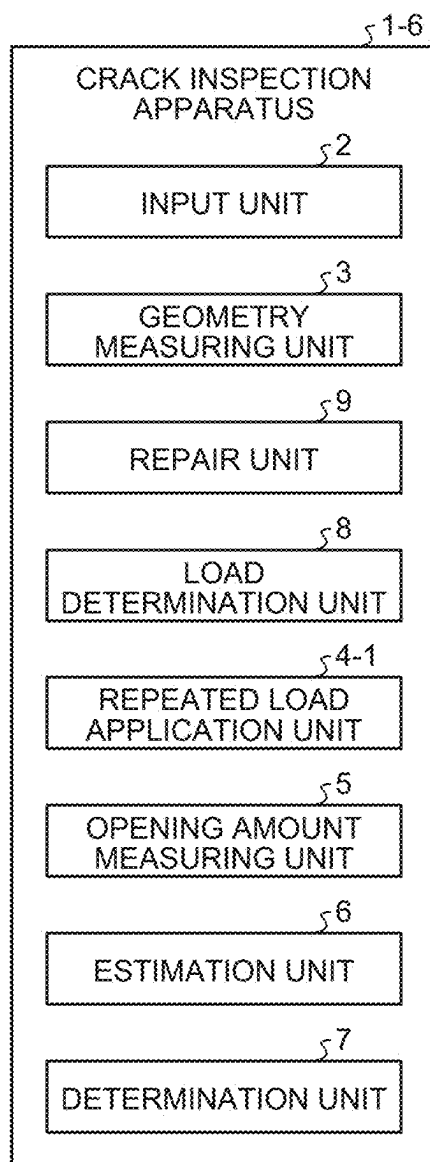 1-6
CRACK INSPECTION
APPARATUS
2
INPUT UNIT
3
GEOMETRY
MEASURING UNIT
9
REPAIR UNIT
8
LOAD
DETERMINATION UNIT
4-1
REPEATED LOAD
APPLICATION UNIT
5
OPENING AMOUNT
MEASURING UNIT
6
ESTIMATION UNIT
7
DETERMINATION UNIT